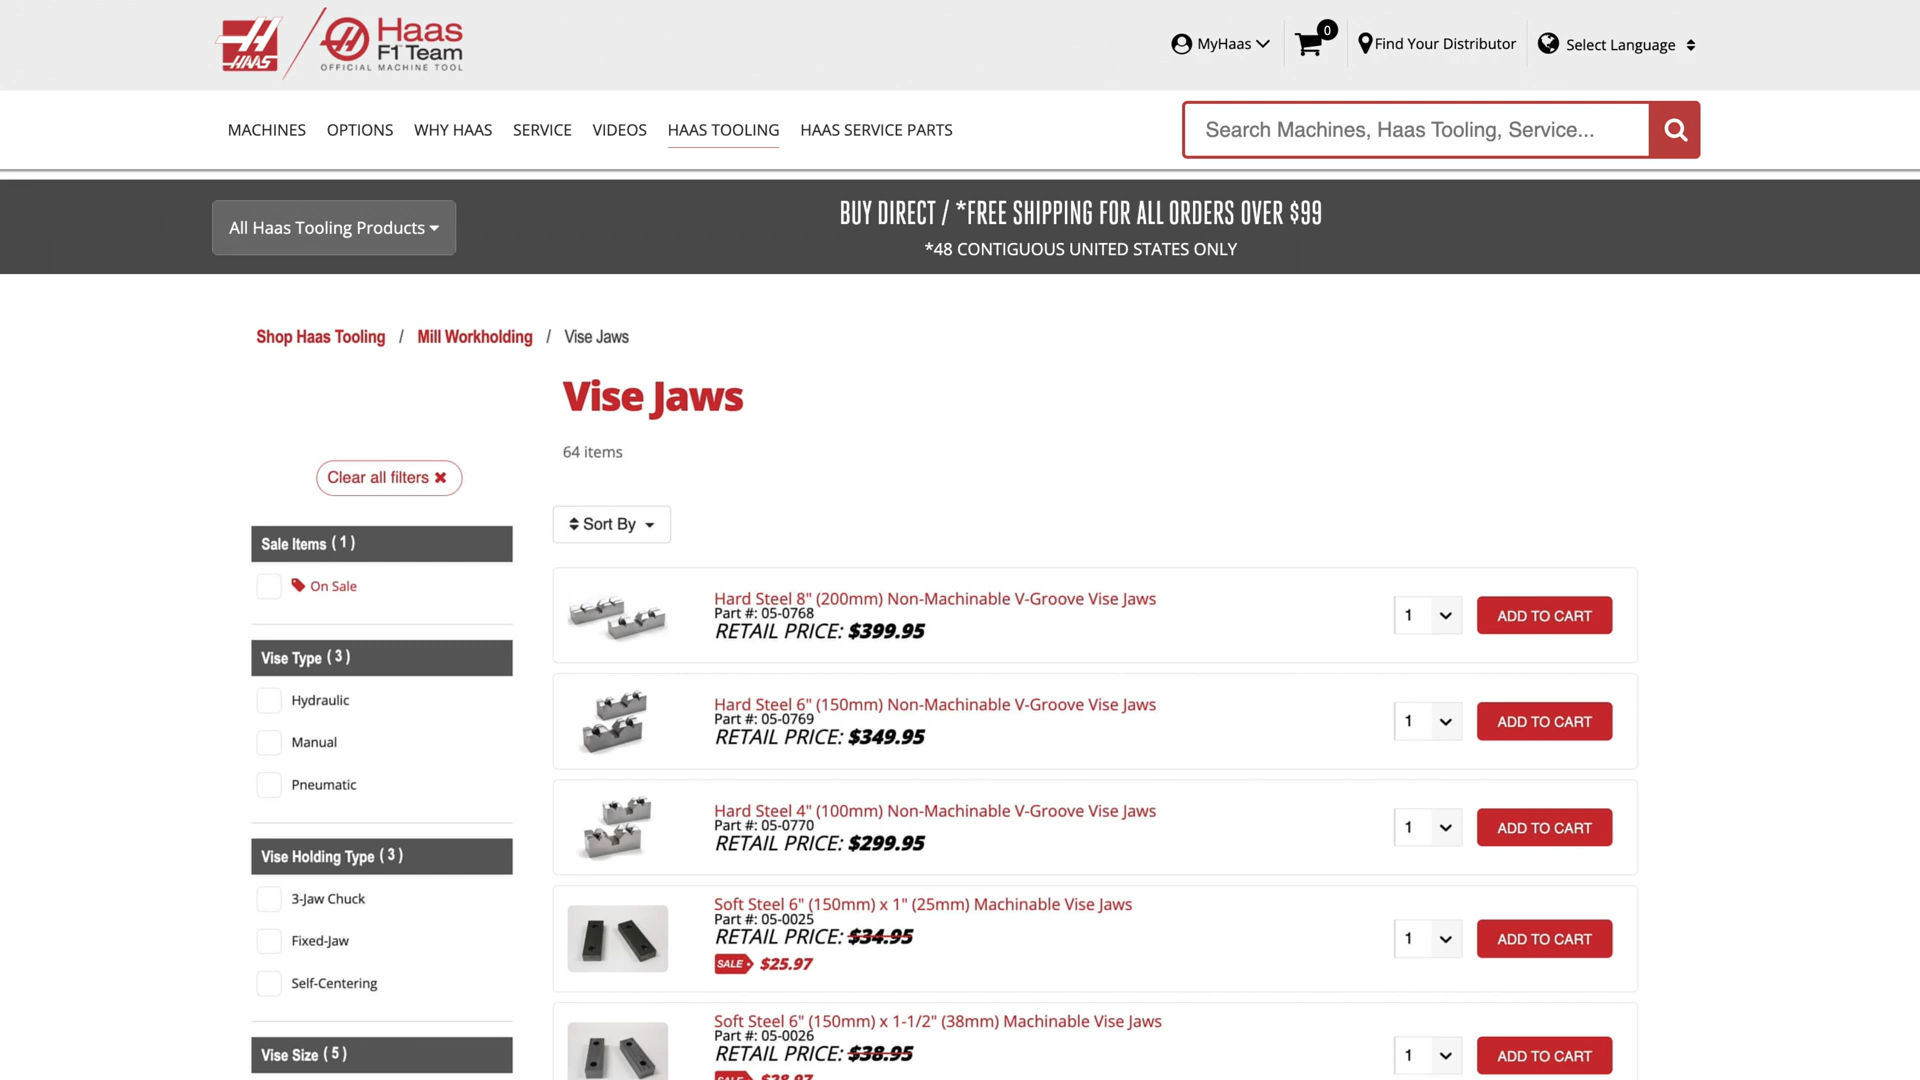 HAAS
Haas
F1 Team
OFFICIAL MACHINE TOOL
MyHaas
0
Find Your Distributor
Select Language
MACHINES
OPTIONS
WHY HAAS
SERVICE
VIDEOS
HAAS TOOLING
HAAS SERVICE PARTS
Search Machines, Haas Tooling, Service...
All Haas Tooling Products
BUY DIRECT / *FREE SHIPPING FOR ALL ORDERS OVER $99
*48 CONTIGUOUS UNITED STATES ONLY
Shop Haas Tooling / Mill Workholding / Vise Jaws
Vise Jaws
64 items
Clear all filters ✖
Sort By
Sale Items ( 1 )
On Sale
Vise Type ( 3 )
Hydraulic
Manual
Pneumatic
Vise Holding Type ( 3 )
3-Jaw Chuck
Fixed-Jaw
Self-Centering
Vise Size ( 5 )
Hard Steel 8" (200mm) Non-Machinable V-Groove Vise Jaws
Part #: 05-0768
RETAIL PRICE: $399.95
1
ADD TO CART
Hard Steel 6" (150mm) Non-Machinable V-Groove Vise Jaws
Part #: 05-0769
RETAIL PRICE: $349.95
1
ADD TO CART
Hard Steel 4" (100mm) Non-Machinable V-Groove Vise Jaws
Part #: 05-0770
RETAIL PRICE: $299.95
1
ADD TO CART
Soft Steel 6" (150mm) x 1" (25mm) Machinable Vise Jaws
Part #: 05-0025
RETAIL PRICE: $34.95
SALE $25.97
1
ADD TO CART
Soft Steel 6" (150mm) x 1-1/2" (38mm) Machinable Vise Jaws
Part #: 05-0026
RETAIL PRICE: $38.95
SALE $28.97
1
ADD TO CART